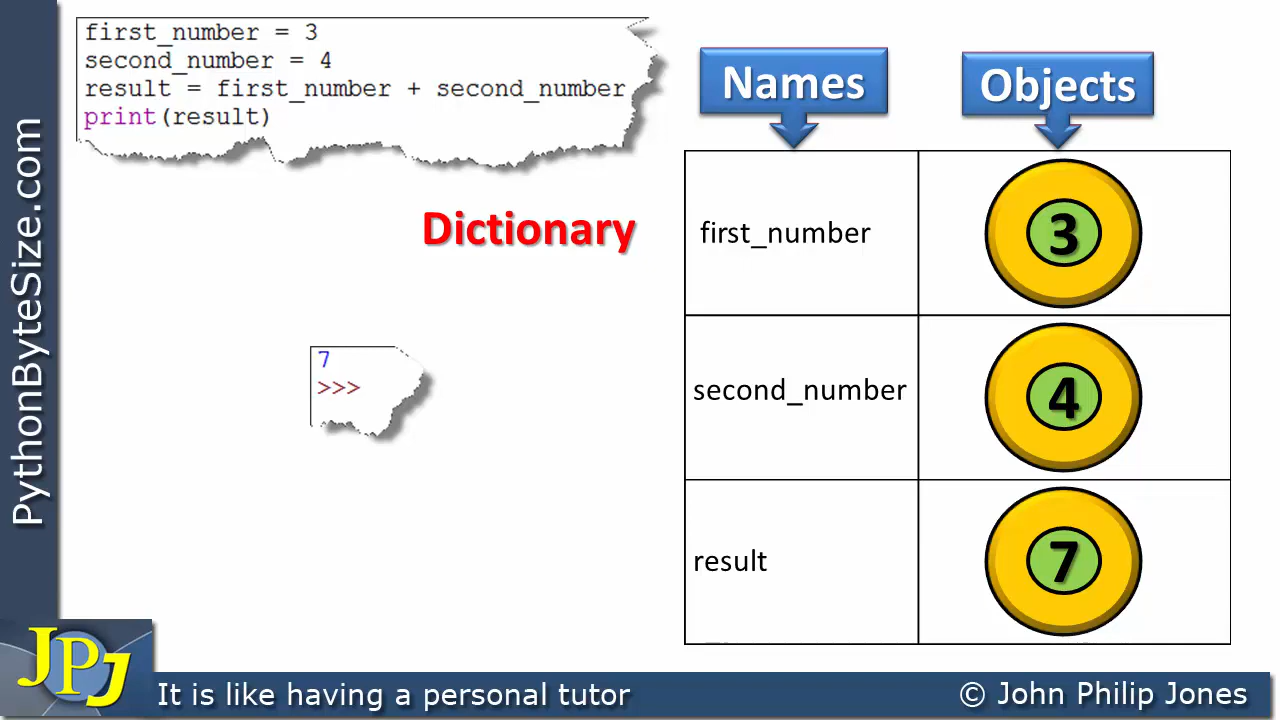 first_number = 3
second_number = 4
result = first_number + second_number
print(result)
Dictionary
7
>>>
Names
Objects
first_number
3
second_number
4
result
7
PythonByteSize.com
JPJ
It is like having a personal tutor
© John Philip Jones